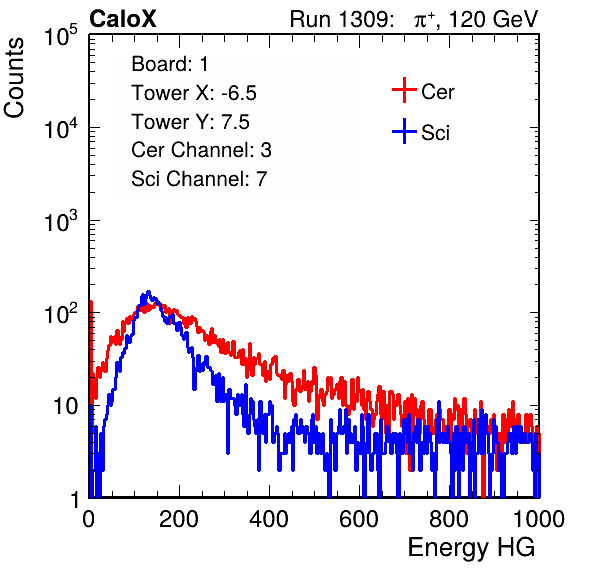 CaloX Run 1309: π⁺, 120 GeV
Counts
10⁵
10⁴
10³
10²
10
1
Board: 1
Tower X: -6.5
Tower Y: 7.5
Cer Channel: 3
Sci Channel: 7
Cer
Sci
0 200 400 600 800 1000
Energy HG